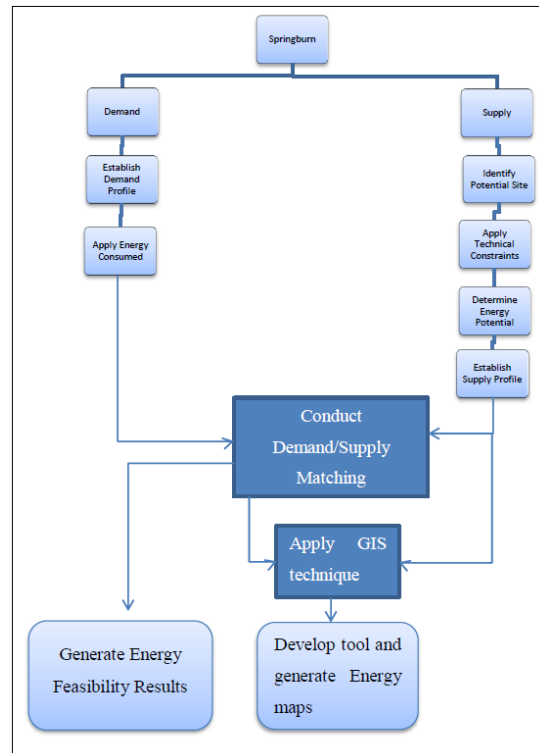 Springburn
Demand
Supply
Establish
Demand
Profile
Identify
Potential Site
Apply Energy
Consumed
Apply
Technical
Constraints
Determine
Energy
Potential
Establish
Supply Profile
Conduct
Demand/Supply
Matching
Apply GIS
technique
Generate Energy
Feasibility Results
Develop tool and
generate Energy
maps